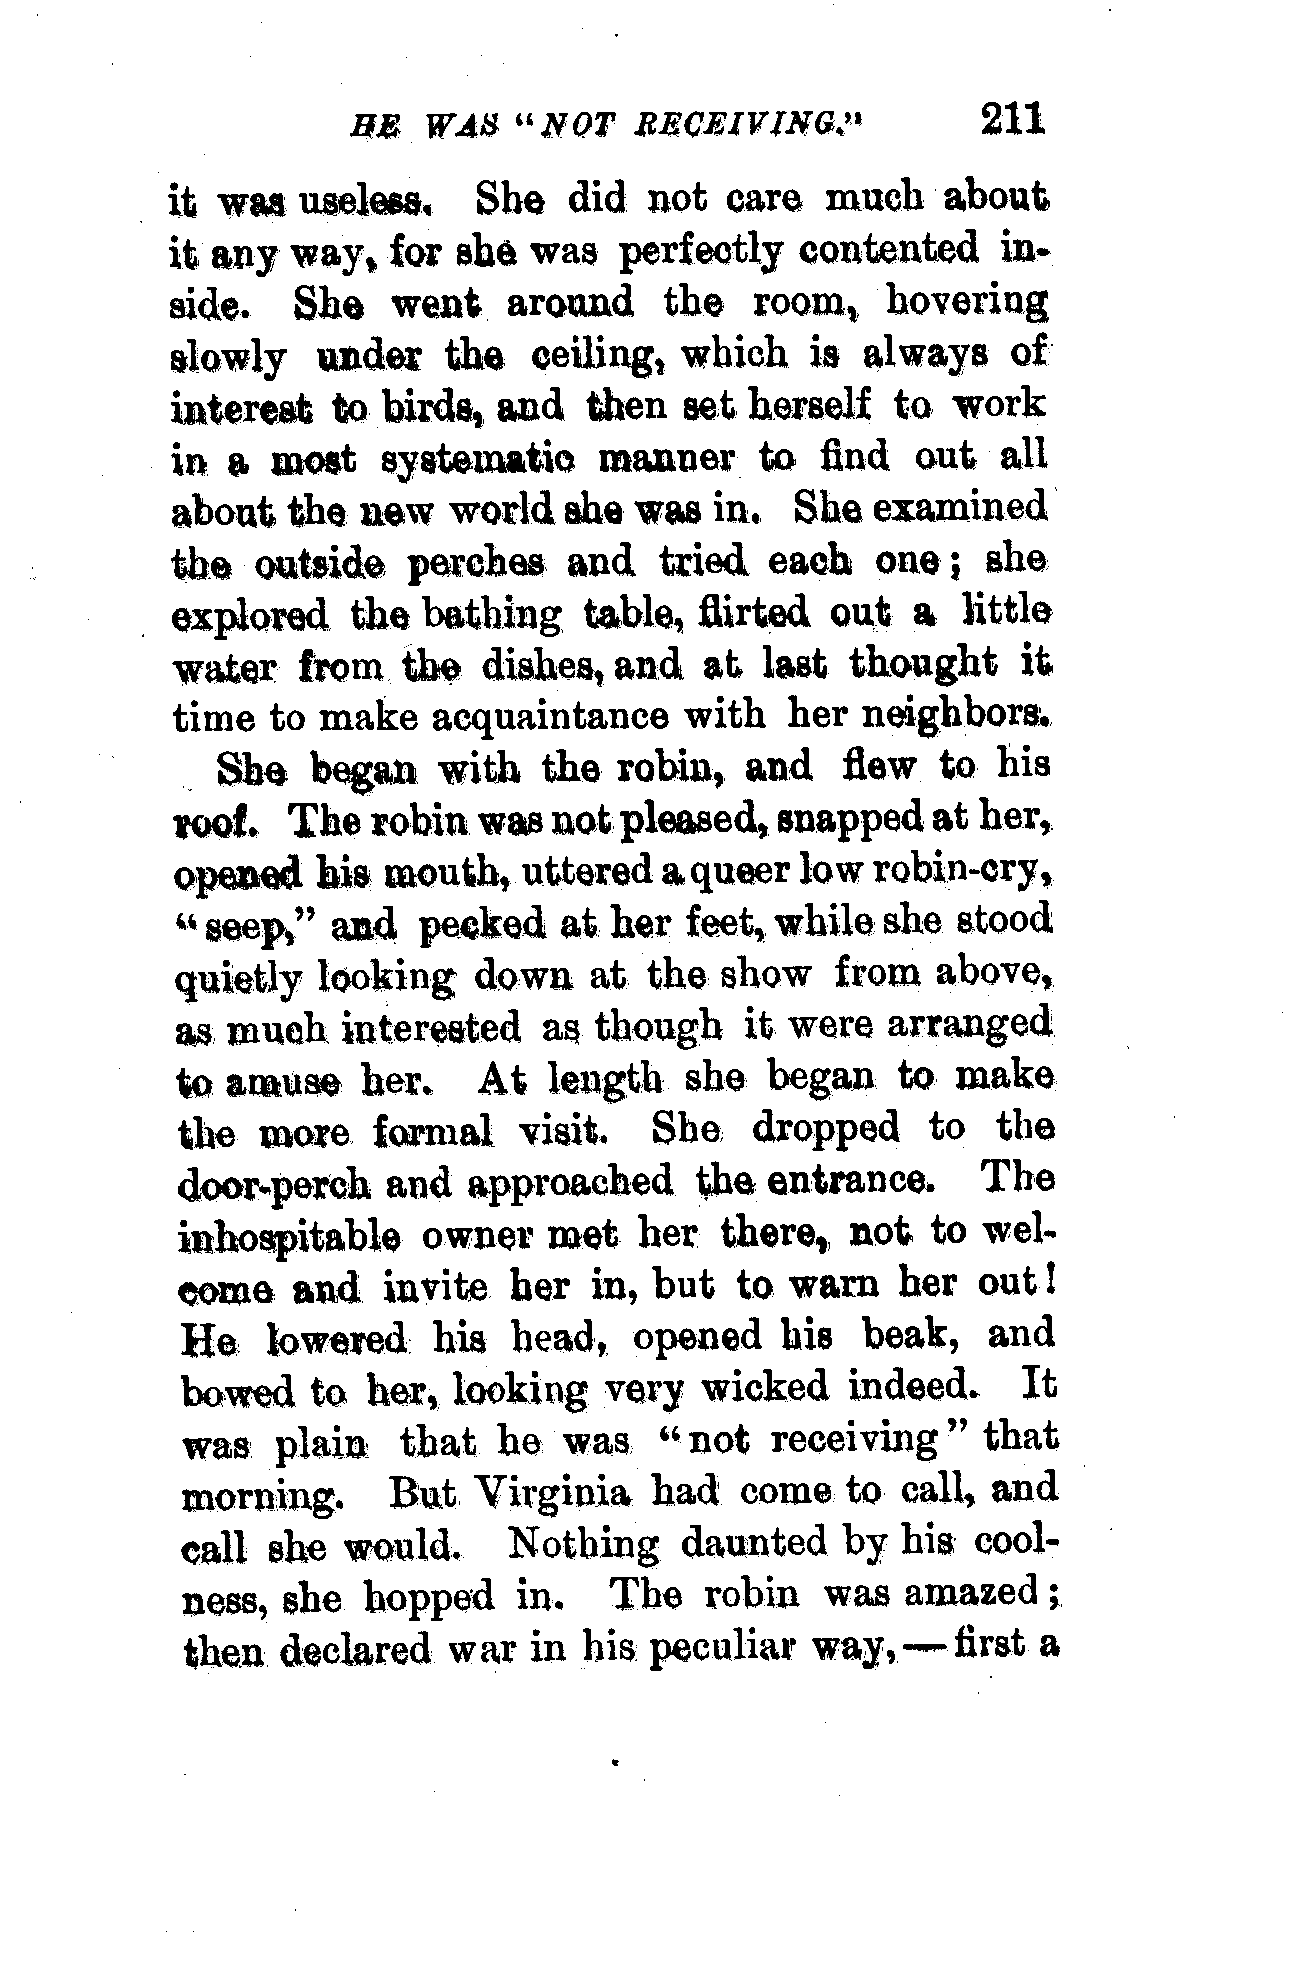 HE WAS "NOT RECEIVING." 211
it was useless. She did not care much about
it any way, for she was perfectly contented in-
side. She went around the room, hovering
slowly under the ceiling, which is always of
interest to birds, and then set herself to work
in a most systematic manner to find out all
about the new world she was in. She examined
the outside perches and tried each one; she
explored the bathing table, flirted out a little
water from the dishes, and at last thought it
time to make acquaintance with her neighbors.
She began with the robin, and flew to his
roof. The robin was not pleased, snapped at her,
opened his mouth, uttered a queer low robin-cry,
"seep," and pecked at her feet, while she stood
quietly looking down at the show from above,
as much interested as though it were arranged
to amuse her. At length she began to make
the more formal visit. She dropped to the
door-perch and approached the entrance. The
inhospitable owner met her there, not to wel-
come and invite her in, but to warn her out!
He lowered his head, opened his beak, and
bowed to her, looking very wicked indeed. It
was plain that he was "not receiving" that
morning. But Virginia had come to call, and
call she would. Nothing daunted by his cool-
ness, she hopped in. The robin was amazed;
then declared war in his peculiar way,—first a